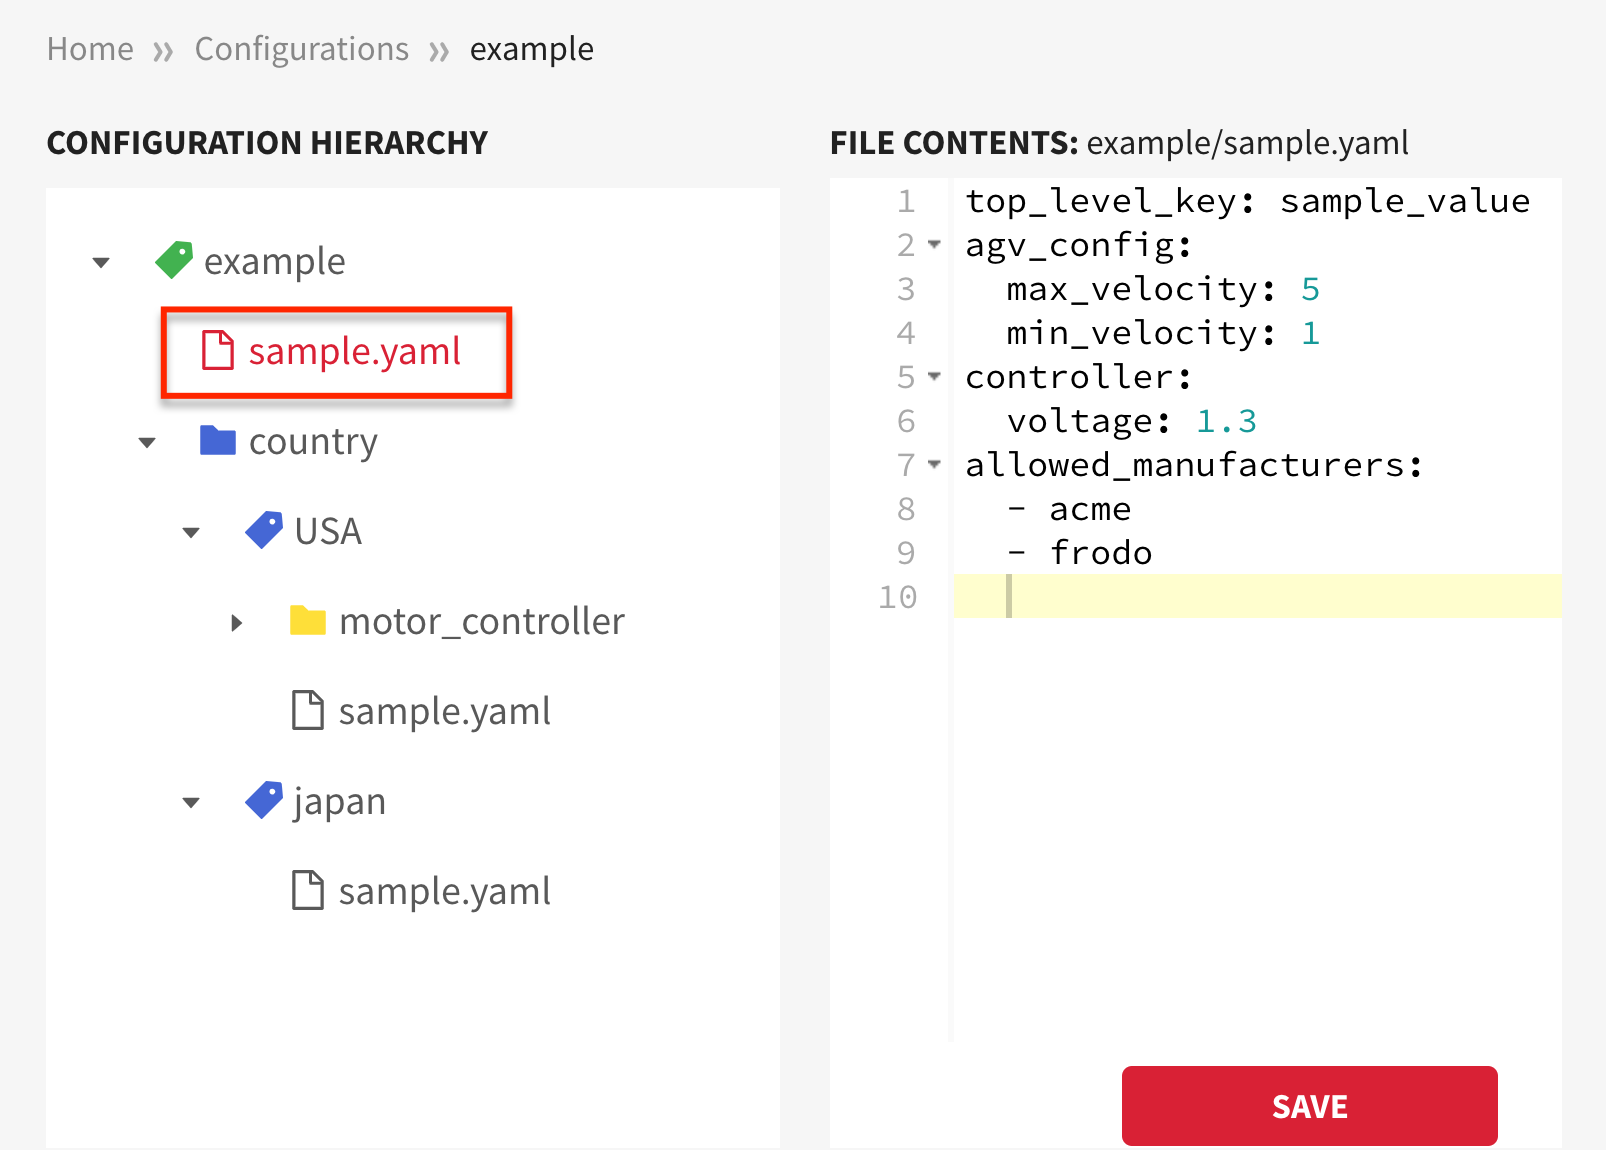 Home » Configurations » example
CONFIGURATION HIERARCHY
example
sample.yaml
country
USA
motor_controller
sample.yaml
japan
sample.yaml
FILE CONTENTS: example/sample.yaml
1 top_level_key: sample_value
2 agv_config:
3   max_velocity: 5
4   min_velocity: 1
5 controller:
6   voltage: 1.3
7 allowed_manufacturers:
8   - acme
9   - frodo
10
SAVE